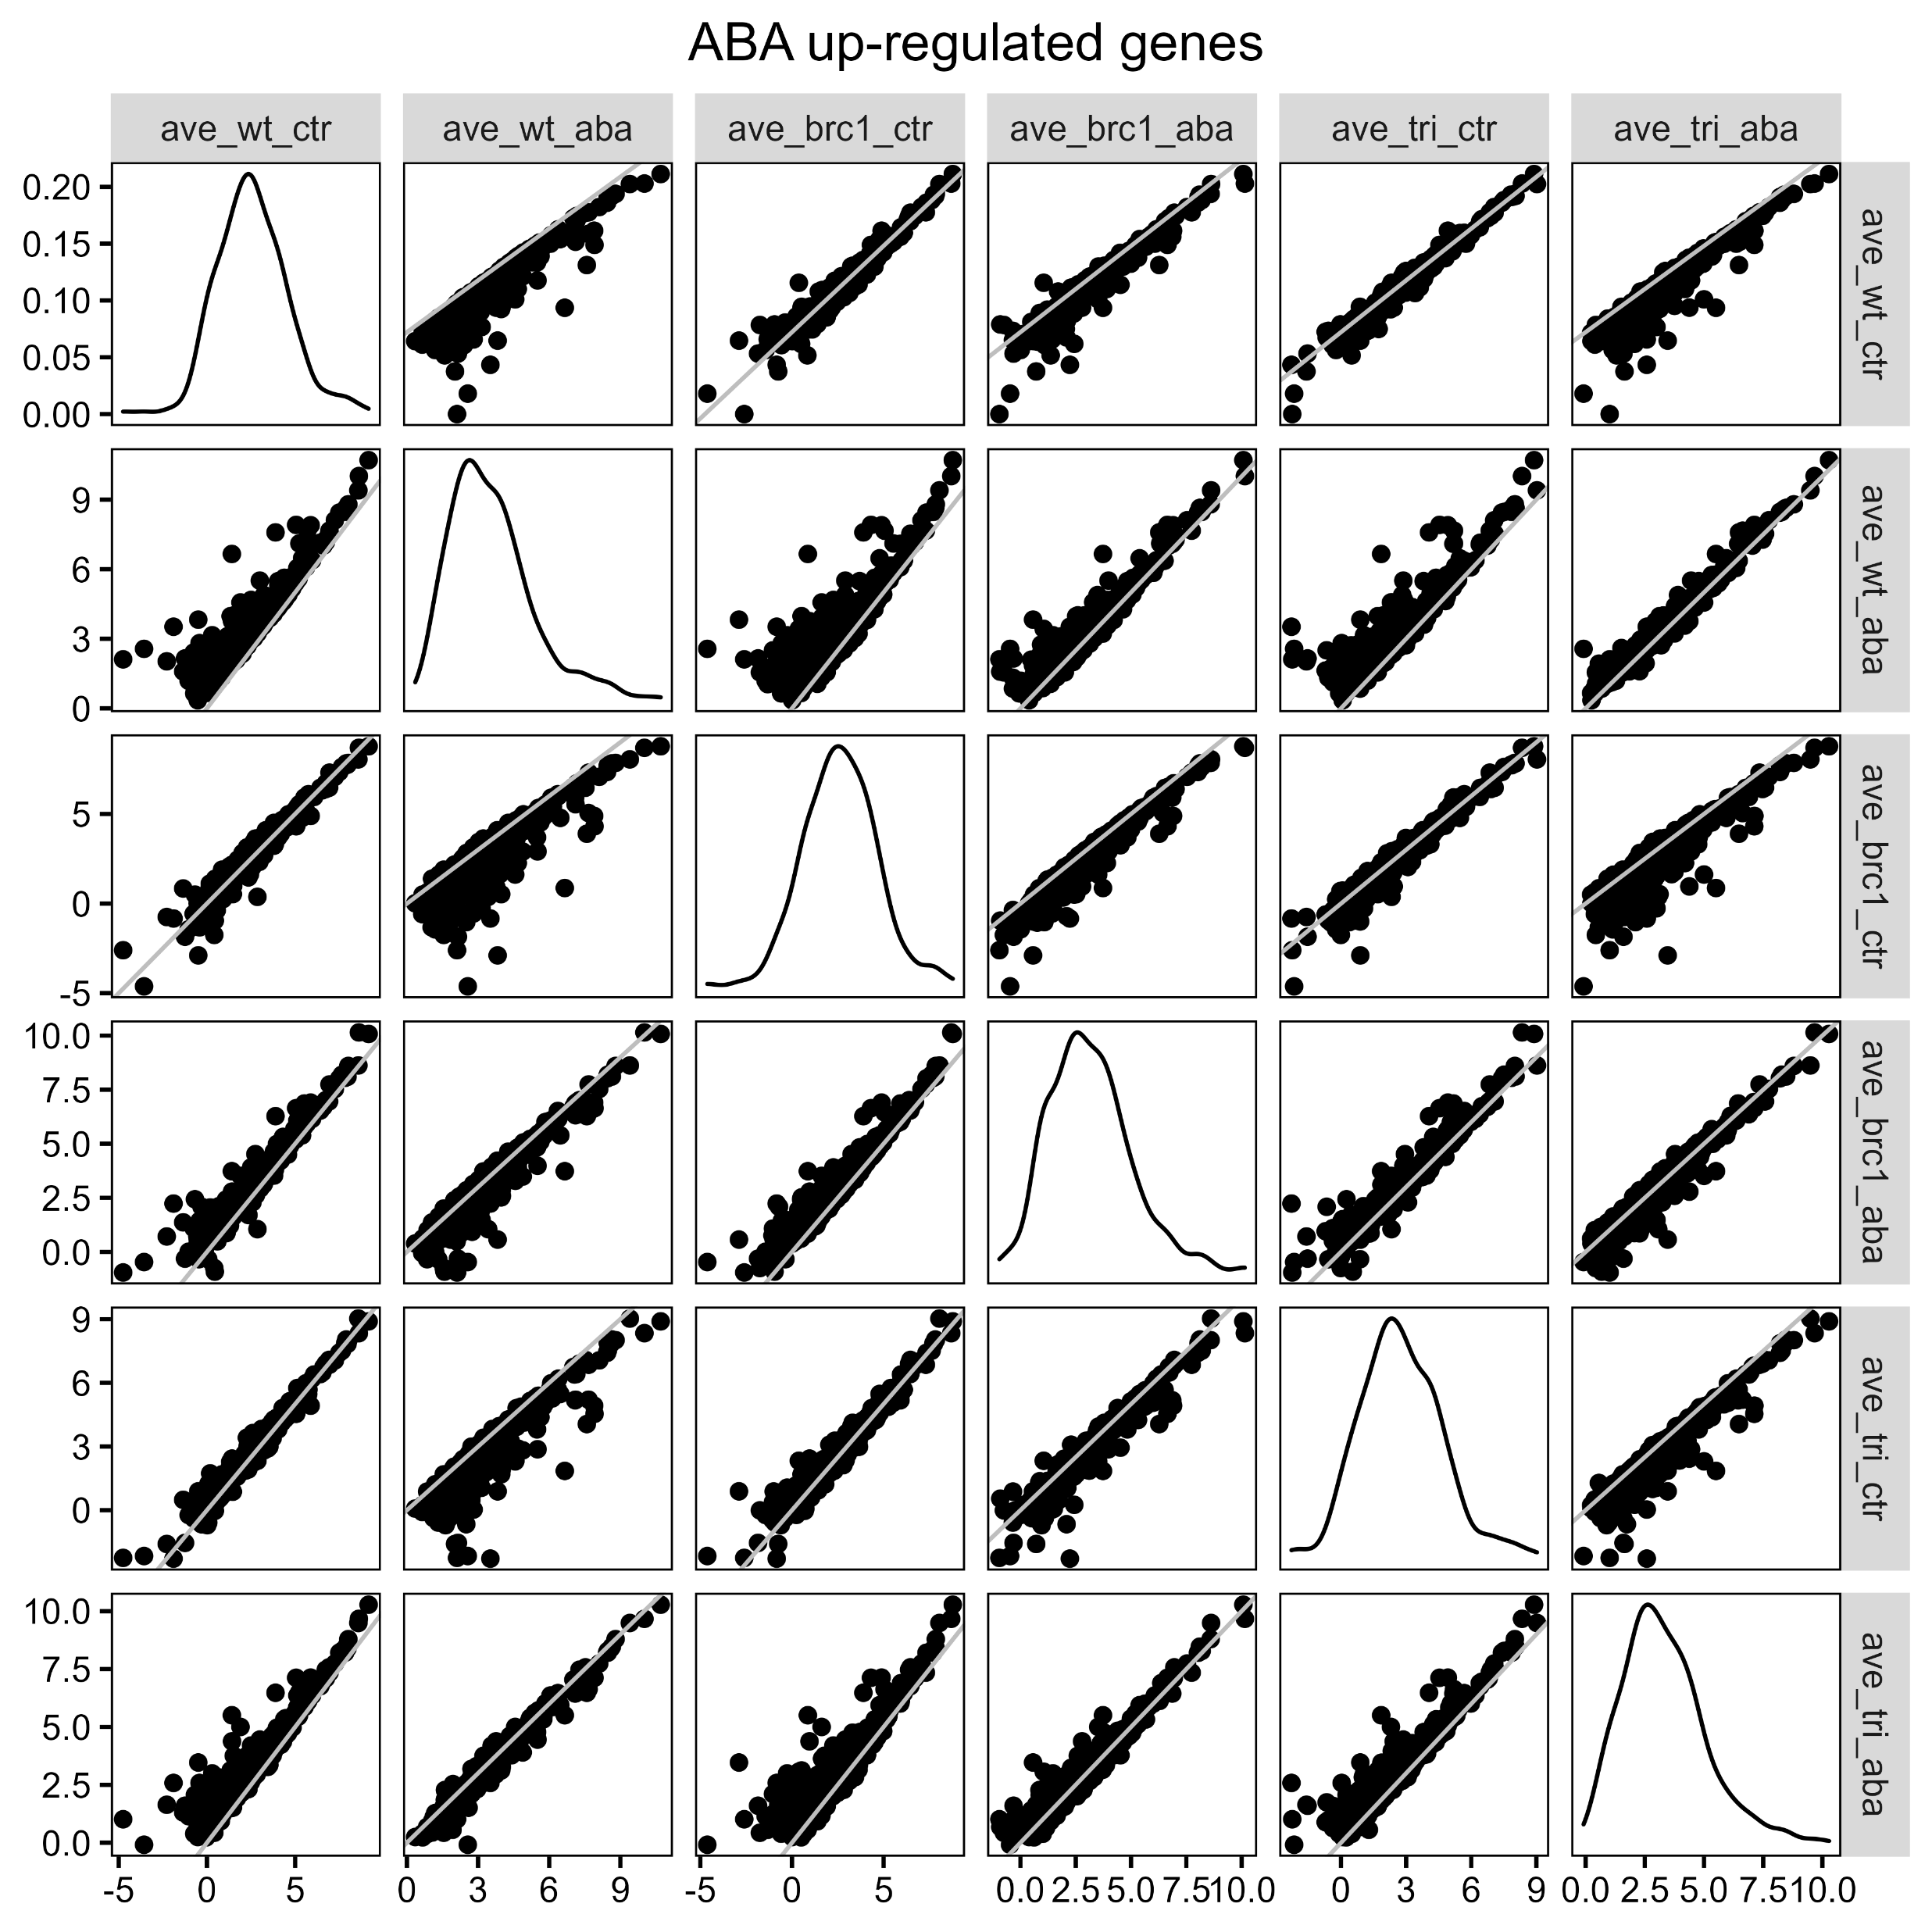 ABA up-regulated genes
ave_wt_ctr ave_wt_aba ave_brc1_ctr ave_brc1_aba ave_tri_ctr ave_tri_aba
0.20
0.15
0.10
0.05
0.00
ave_wt_ctr
9
6
3
0
ave_wt_aba
5
0
-5
ave_brc1_ctr
10.0
7.5
5.0
2.5
0.0
ave_brc1_aba
9
6
3
0
ave_tri_ctr
10.0
7.5
5.0
2.5
0.0
ave_tri_aba
-5 0 5 0 3 6 9 -5 0 5 0.0 2.5 5.0 7.5 10.0 0 3 6 9 0.0 2.5 5.0 7.5 10.0